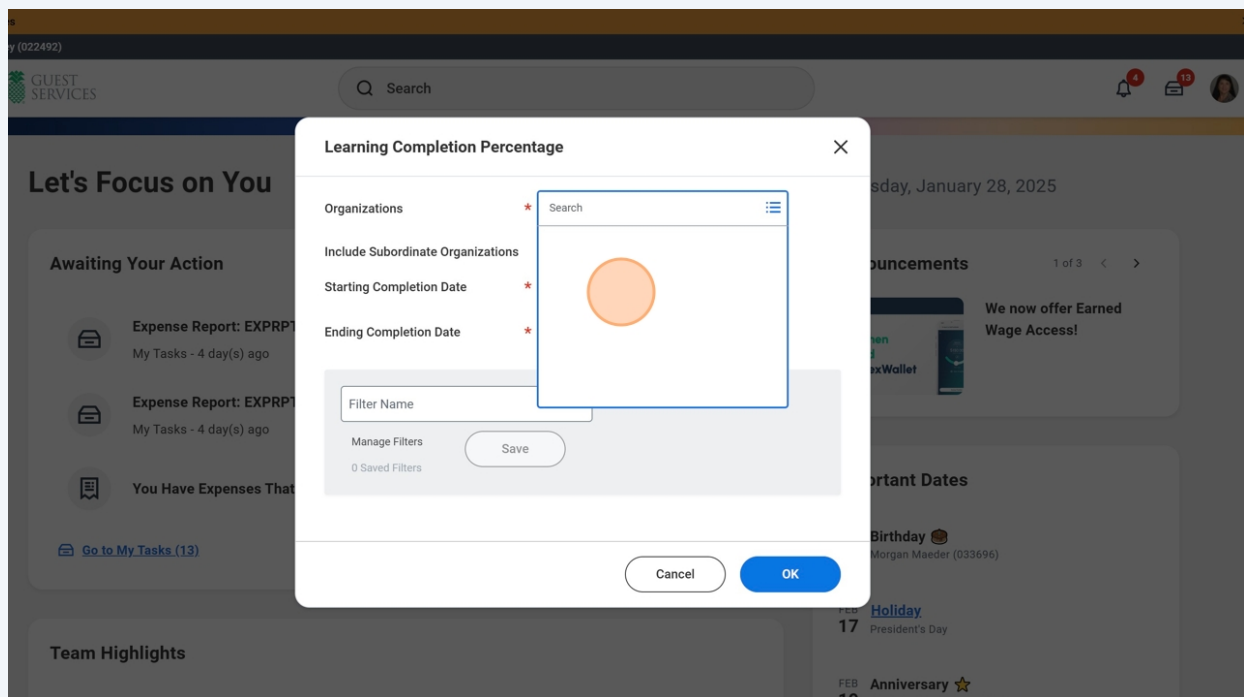 y (022492)
GUEST
SERVICES
Search
4
13
Learning Completion Percentage
Let's Focus on You
sday, January 28, 2025
Organizations *
Search
Include Subordinate Organizations
Starting Completion Date *
Ending Completion Date *
Awaiting Your Action
Expense Report: EXPRPT
My Tasks - 4 day(s) ago
Expense Report: EXPRPT
My Tasks - 4 day(s) ago
You Have Expenses That
Go to My Tasks (13)
Filter Name
Manage Filters
0 Saved Filters
Save
Cancel
OK
ouncements
1 of 3
We now offer Earned
Wage Access!
exWallet
ortant Dates
Birthday
Morgan Maeder (033696)
FEB
17
Holiday
President's Day
FEB
Anniversary
Team Highlights